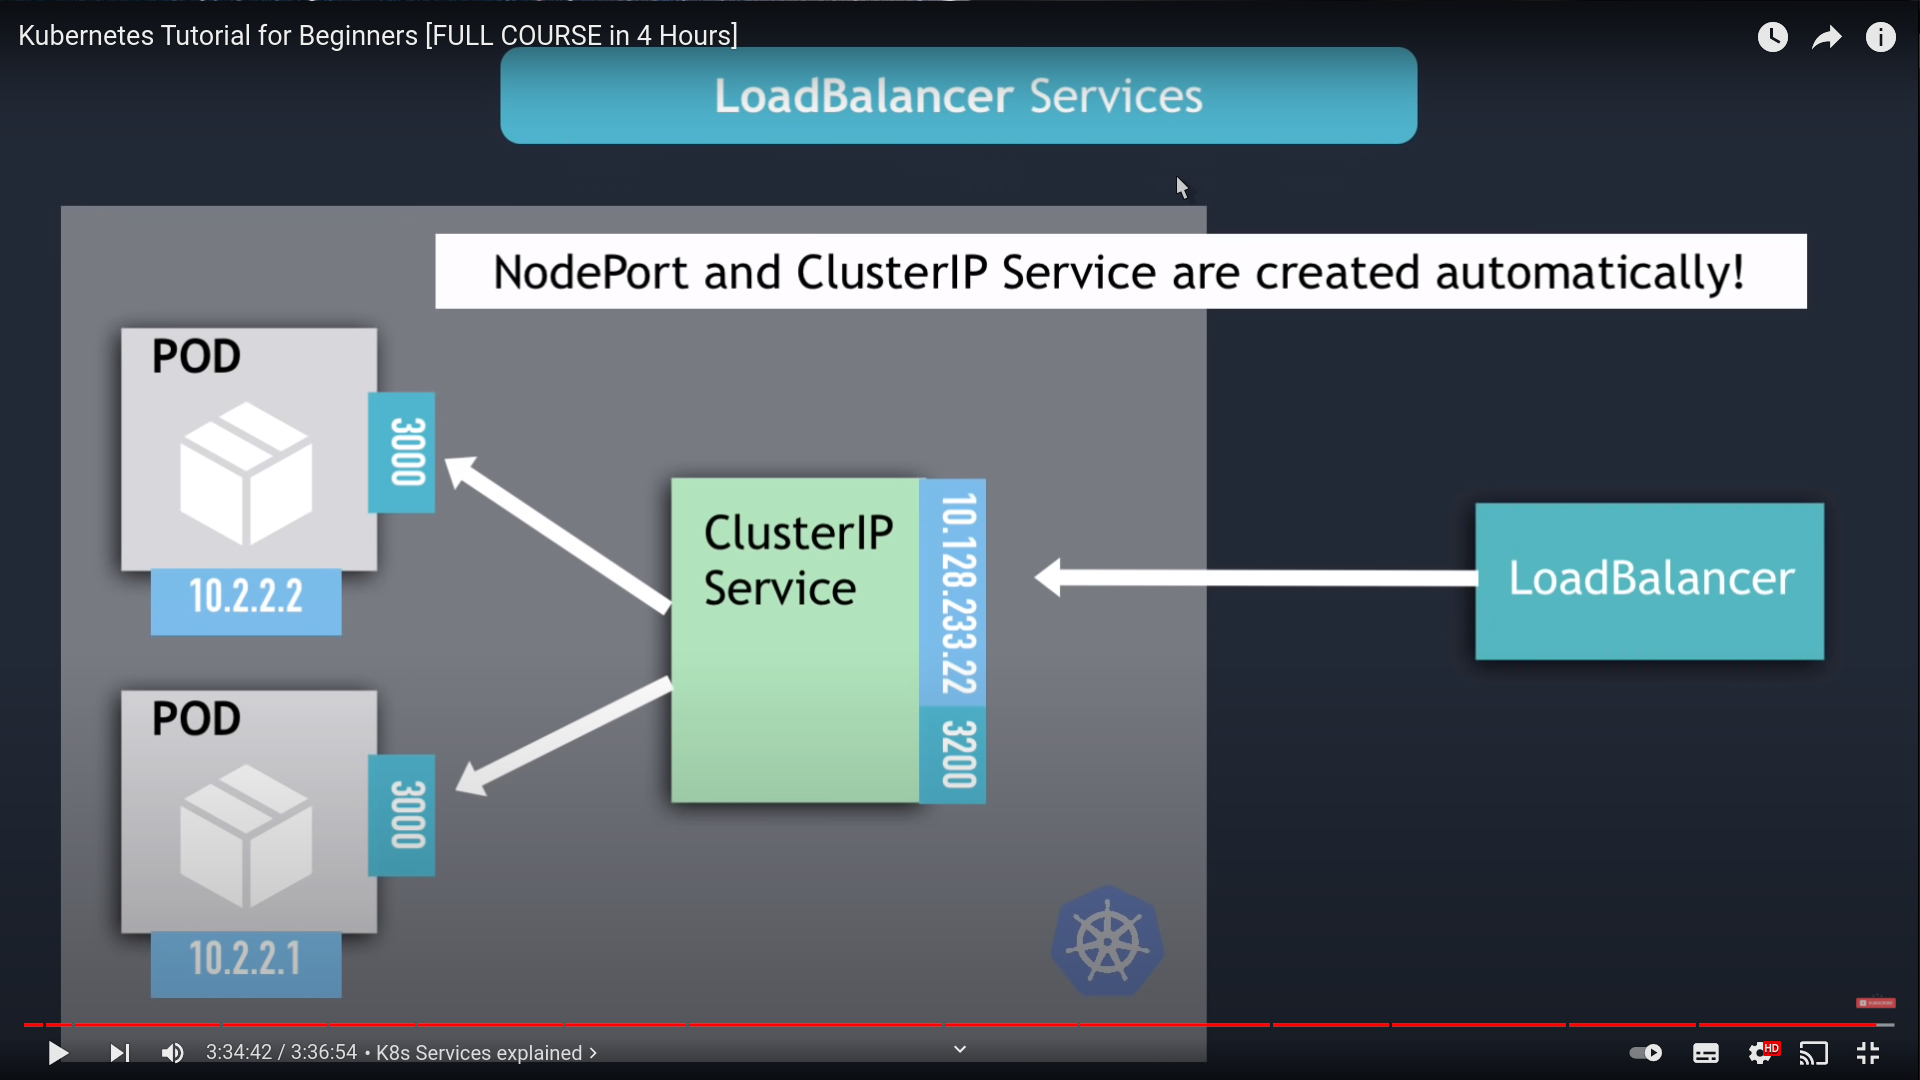 Kubernetes Tutorial for Beginners [FULL COURSE in 4 Hours]
LoadBalancer Services
NodePort and ClusterIP Service are created automatically!
POD
3000
10.2.2.2
POD
3000
10.2.2.1
ClusterIP
Service
10.128.233.22
3200
LoadBalancer
3:34:42 / 3:36:54 • K8s Services explained
HD